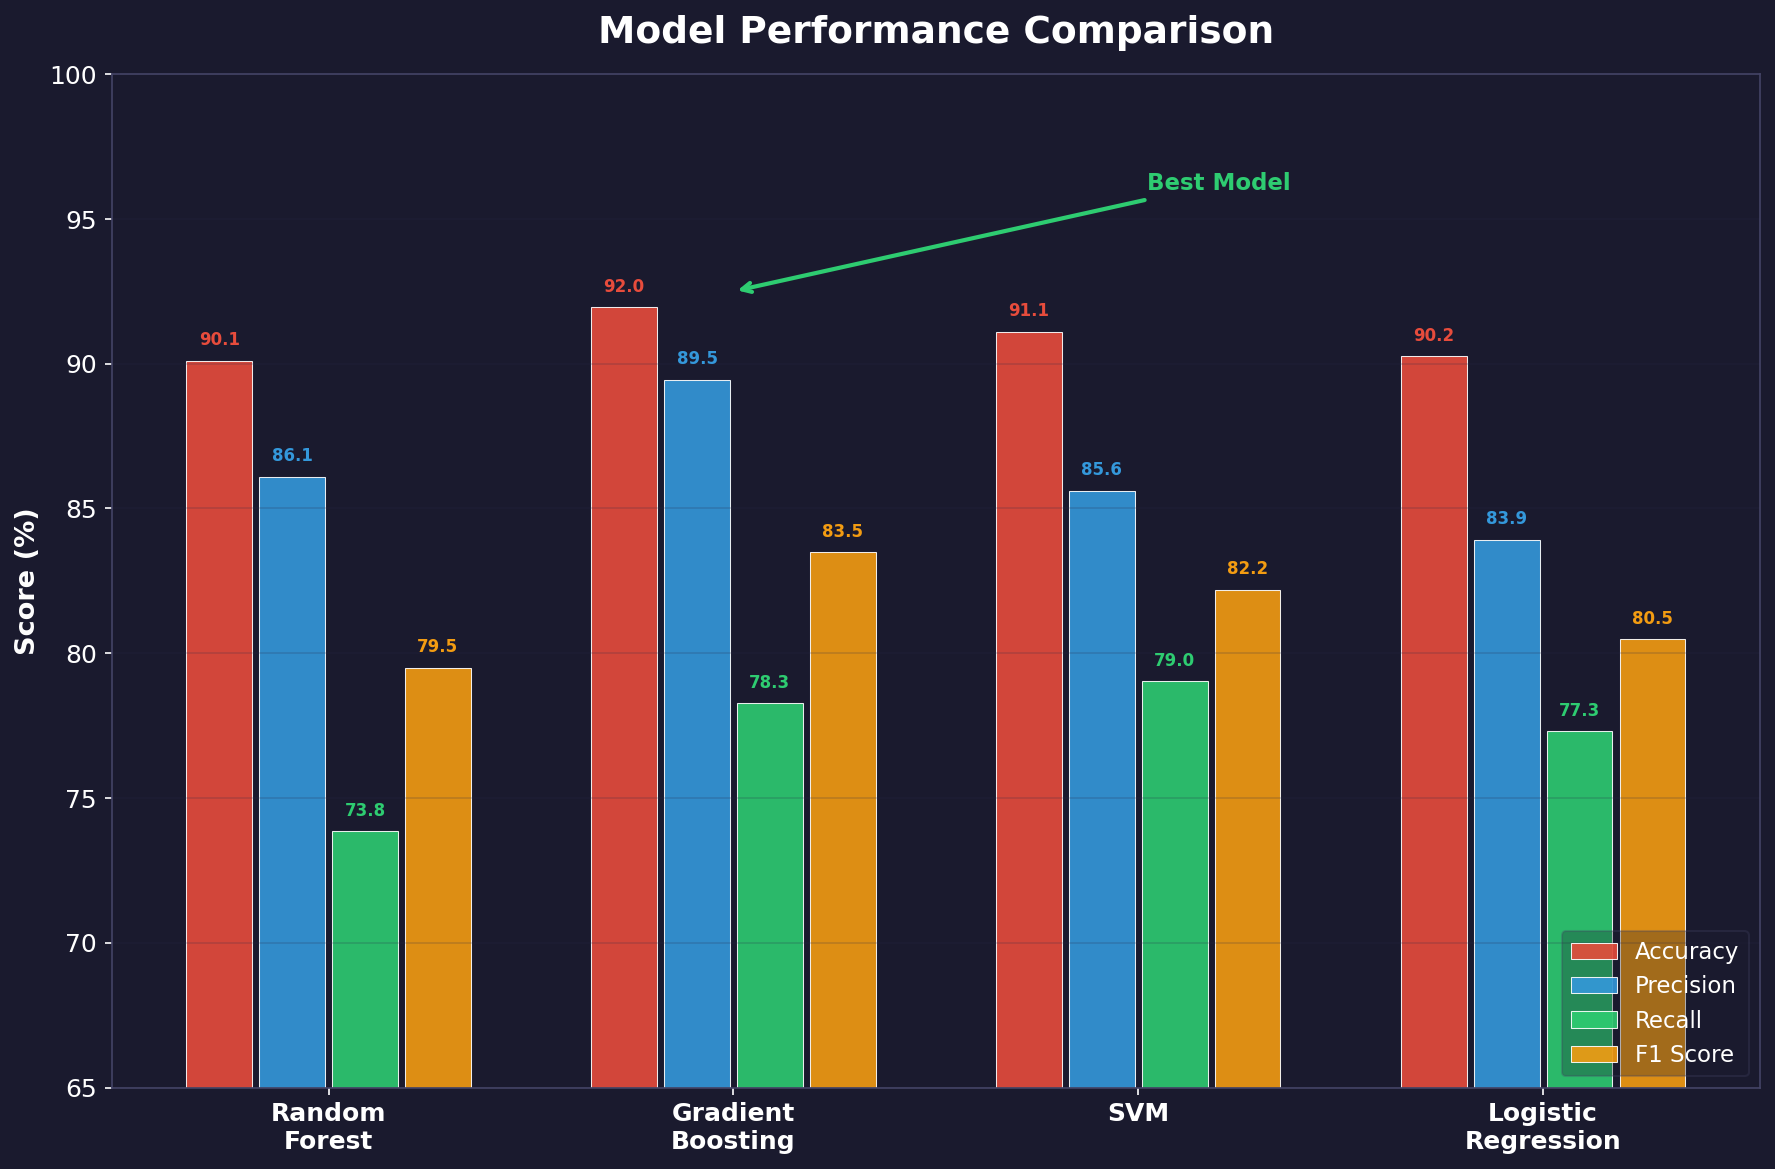 Model Performance Comparison
100
95
90
85
80
75
70
65
Score (%)
Best Model
90.1
86.1
73.8
79.5
92.0
89.5
78.3
83.5
91.1
85.6
79.0
82.2
90.2
83.9
77.3
80.5
Accuracy
Precision
Recall
F1 Score
Random
Forest
Gradient
Boosting
SVM
Logistic
Regression